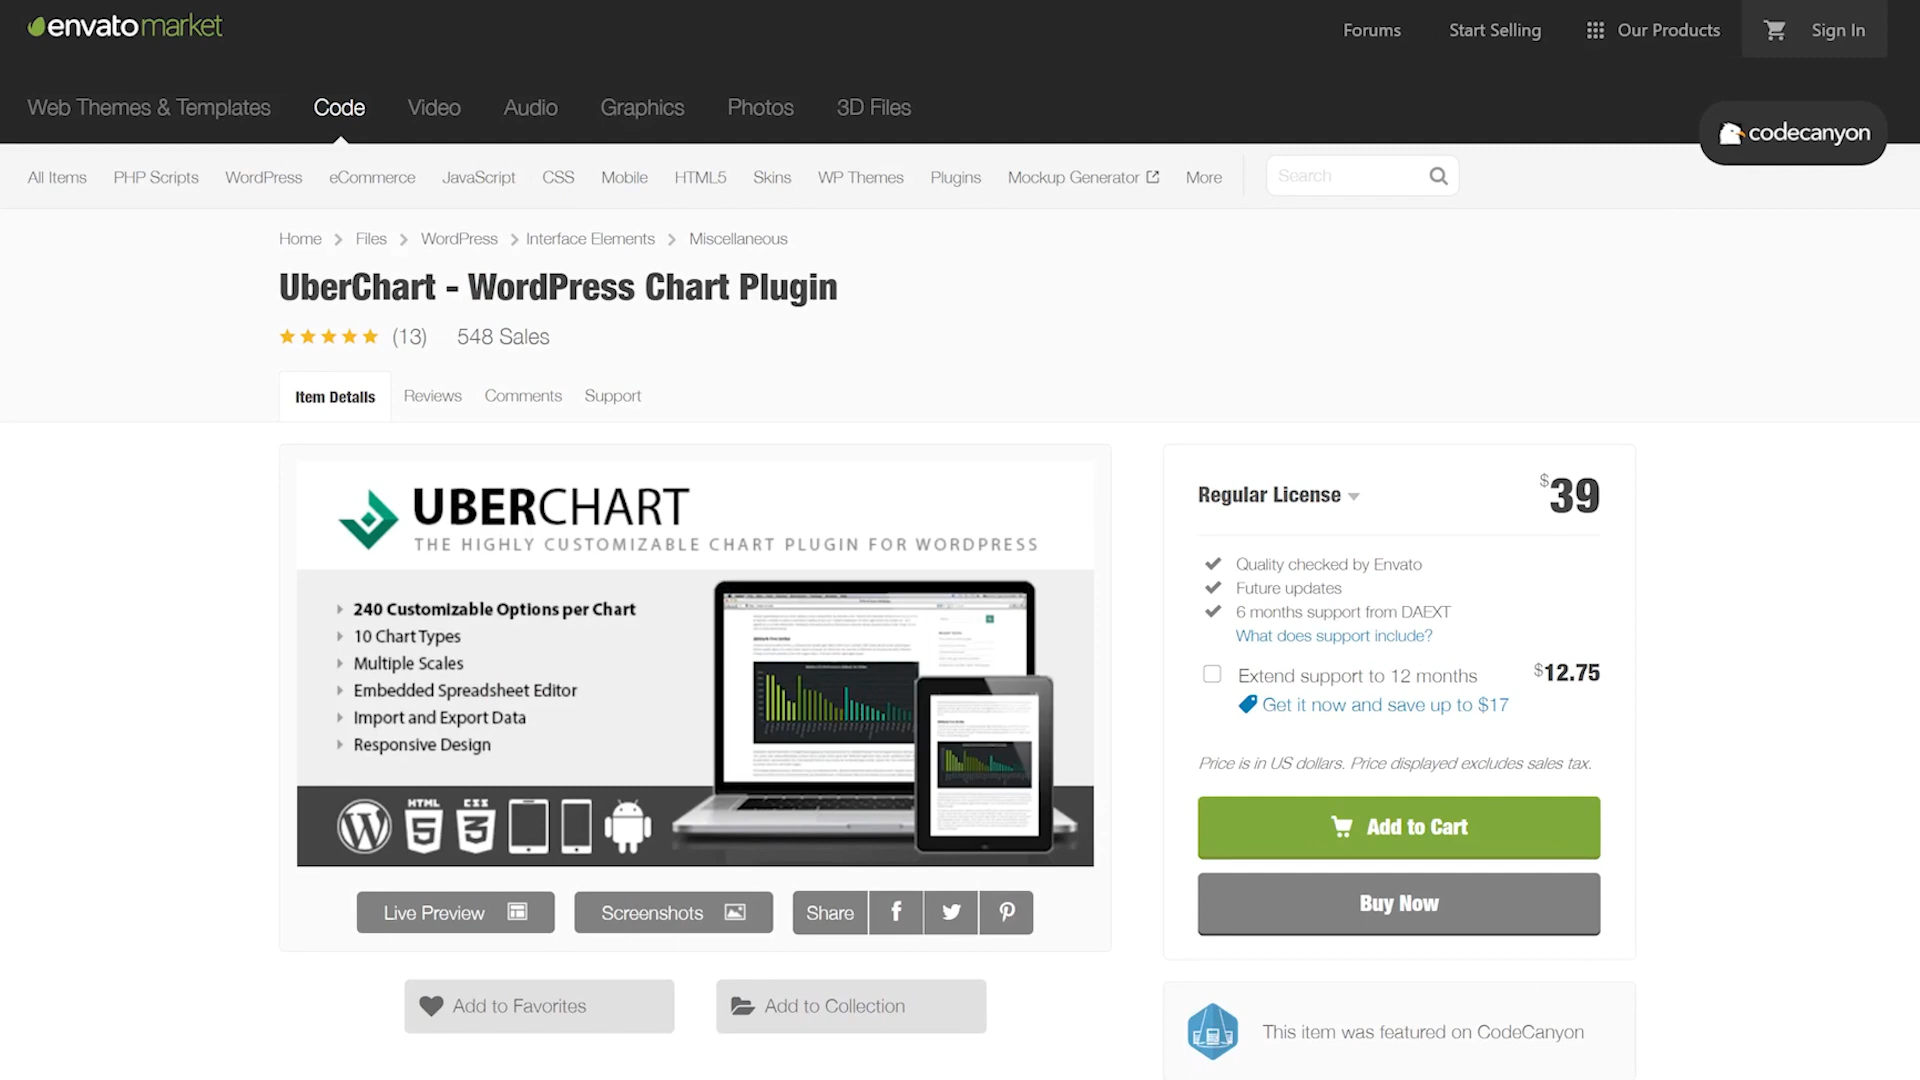 envatomarket
Forums
Start Selling
Our Products
Sign In
Web Themes & Templates
Code
Video
Audio
Graphics
Photos
3D Files
codecanyon
All Items
PHP Scripts
WordPress
eCommerce
JavaScript
CSS
Mobile
HTML5
Skins
WP Themes
Plugins
Mockup Generator
More
Search
Home > Files > WordPress > Interface Elements > Miscellaneous
UberChart - WordPress Chart Plugin
(13)
548 Sales
Item Details
Reviews
Comments
Support
UBERCHART
THE HIGHLY CUSTOMIZABLE CHART PLUGIN FOR WORDPRESS
240 Customizable Options per Chart
10 Chart Types
Multiple Scales
Embedded Spreadsheet Editor
Import and Export Data
Responsive Design
HTML
5
CSS
3
Live Preview
Screenshots
Share
Add to Favorites
Add to Collection
Regular License
$39
Quality checked by Envato
Future updates
6 months support from DAEXT
What does support include?
Extend support to 12 months
$12.75
Get it now and save up to $17
Price is in US dollars. Price displayed excludes sales tax.
Add to Cart
Buy Now
This item was featured on CodeCanyon